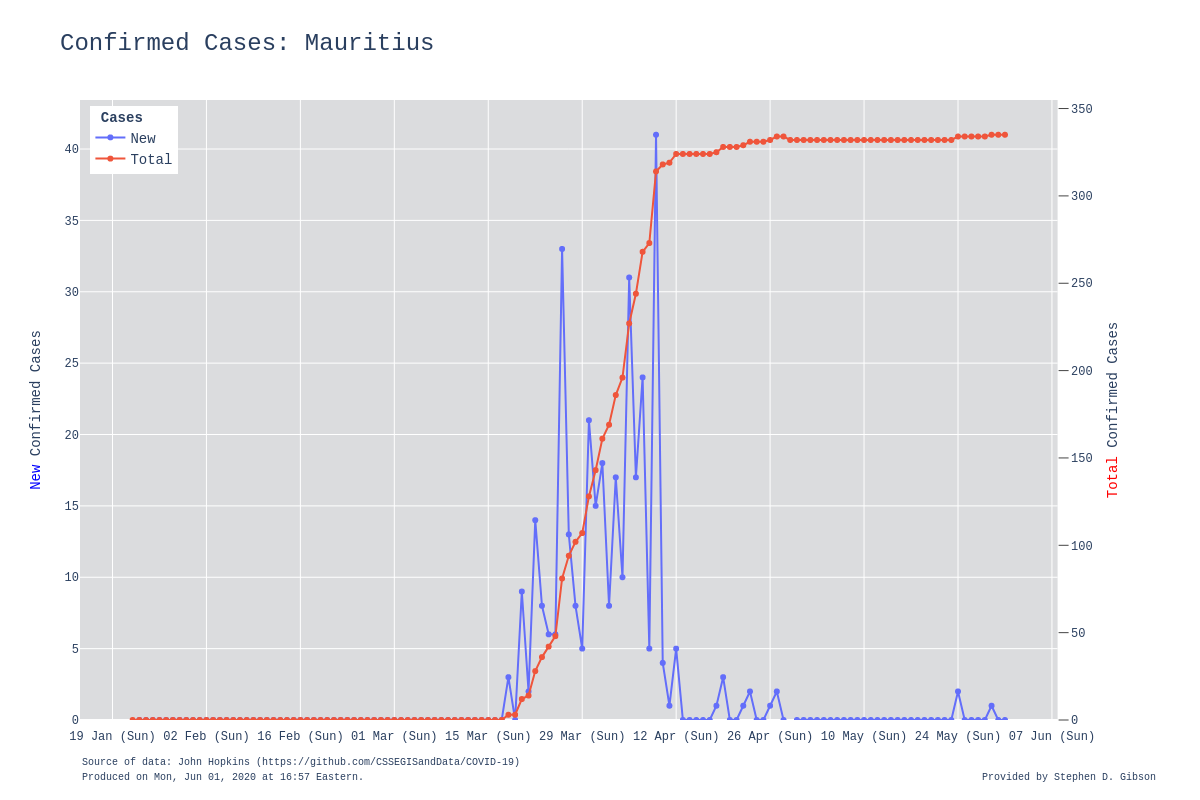 Confirmed Cases: Mauritius
Cases
New
Total
40
35
30
25
20
15
10
5
0
New Confirmed Cases
350
300
250
200
150
100
50
0
Total Confirmed Cases
19 Jan (Sun) 02 Feb (Sun) 16 Feb (Sun) 01 Mar (Sun) 15 Mar (Sun) 29 Mar (Sun) 12 Apr (Sun) 26 Apr (Sun) 10 May (Sun) 24 May (Sun) 07 Jun (Sun)
Source of data: John Hopkins (https://github.com/CSSEGISandData/COVID-19)
Produced on Mon, Jun 01, 2020 at 16:57 Eastern.
Provided by Stephen D. Gibson